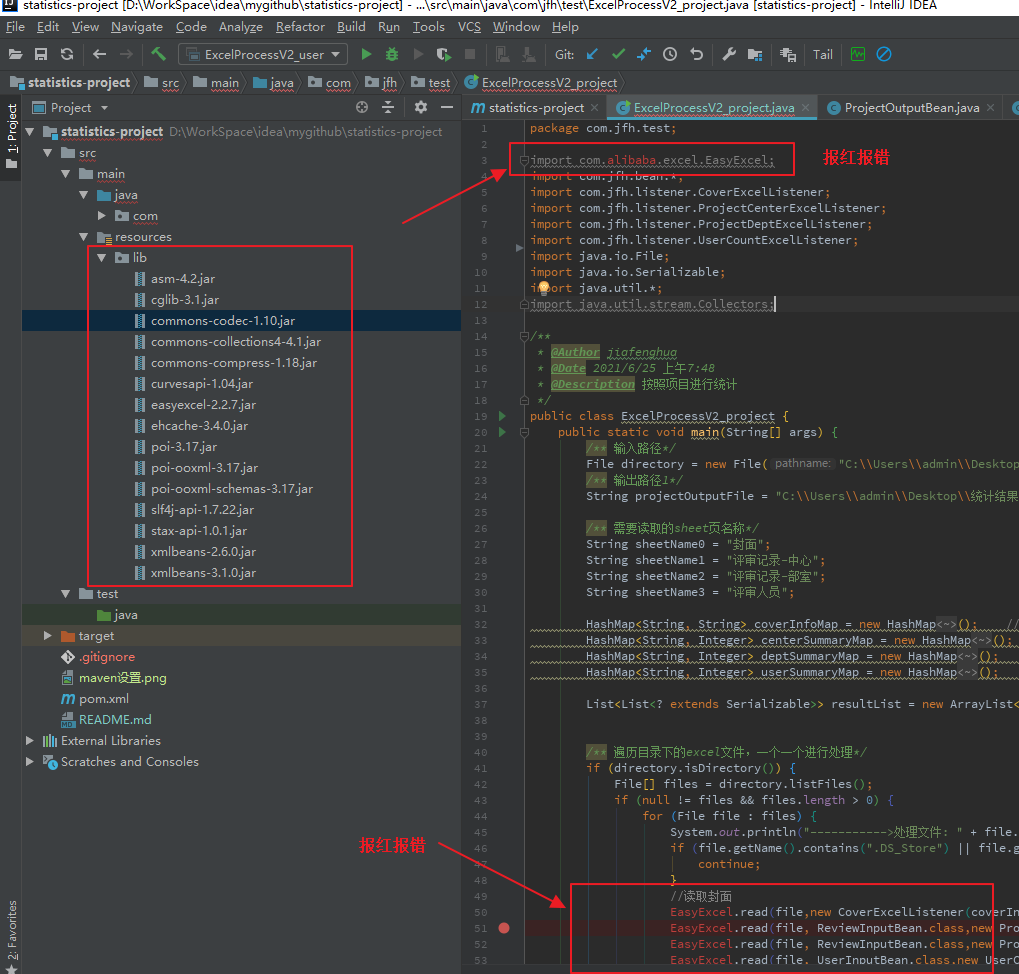 statistics-project [D:\WorkSpace\idea\mygithub\statistics-project] - ...\src\main\java\com\jfh\test\ExcelProcessV2_project.java [statistics-project] - IntelliJ IDEA
File Edit View Navigate Code Analyze Refactor Build Run Tools VCS Window Help
ExcelProcessV2_user Git: Tail
statistics-project src main java com jfh test ExcelProcessV2_project
1: Project
Project
statistics-project D:\WorkSpace\idea\mygithub\statistics-project
src
main
java
com
resources
lib
asm-4.2.jar
cglib-3.1.jar
commons-codec-1.10.jar
commons-collections4-4.1.jar
commons-compress-1.18.jar
curvesapi-1.04.jar
easyexcel-2.2.7.jar
ehcache-3.4.0.jar
poi-3.17.jar
poi-ooxml-3.17.jar
poi-ooxml-schemas-3.17.jar
slf4j-api-1.7.22.jar
stax-api-1.0.1.jar
xmlbeans-2.6.0.jar
xmlbeans-3.1.0.jar
test
java
target
.gitignore
maven设置.png
pom.xml
README.md
External Libraries
Scratches and Consoles
2: Favorites
statistics-project ExcelProcessV2_project.java ProjectOutputBean.java
1 package com.jfh.test;
2
3 import com.alibaba.excel.EasyExcel;
报红报错
4 import com.jfh.bean.*;
5 import com.jfh.listener.CoverExcelListener;
6 import com.jfh.listener.ProjectCenterExcelListener;
7 import com.jfh.listener.ProjectDeptExcelListener;
8 import com.jfh.listener.UserCountExcelListener;
9 import java.io.File;
10 import java.io.Serializable;
11 import java.util.*;
12 import java.util.stream.Collectors;
13
14 /**
15 * @Author jiafenghua
16 * @Date 2021/6/25 上午7:48
17 * @Description 按照项目进行统计
18 */
19 public class ExcelProcessV2_project {
20 public static void main(String[] args) {
21 /** 输入路径*/
22 File directory = new File( pathname: "C:\\Users\\admin\\Desktop
23 /** 输出路径1*/
24 String projectOutputFile = "C:\\Users\\admin\\Desktop\\统计结果
25
26 /** 需要读取的sheet页名称*/
27 String sheetName0 = "封面";
28 String sheetName1 = "评审记录-中心";
29 String sheetName2 = "评审记录-部室";
30 String sheetName3 = "评审人员";
31
32 HashMap<String, String> coverInfoMap = new HashMap<~>(); //
33 HashMap<String, Integer> centerSummaryMap = new HashMap<~>();
34 HashMap<String, Integer> deptSummaryMap = new HashMap<~>();
35 HashMap<String, Integer> userSummaryMap = new HashMap<~>();
36
37 List<List<? extends Serializable>> resultList = new ArrayList<
38
39
40 /** 遍历目录下的excel文件，一个一个进行处理*/
41 if (directory.isDirectory()) {
42 File[] files = directory.listFiles();
43 if (null != files && files.length > 0) {
44 for (File file : files) {
45 System.out.println("----------->处理文件: " + file.
46 if (file.getName().contains(".DS_Store") || file.g
报红报错
47 continue;
48 }
49 //读取封面
50 EasyExcel.read(file,new CoverExcelListener(coverIn
51 EasyExcel.read(file, ReviewInputBean.class,new Pro
52 EasyExcel.read(file, ReviewInputBean.class,new Pro
53 EasyExcel.read(file, UserInputBean.class,new UserC